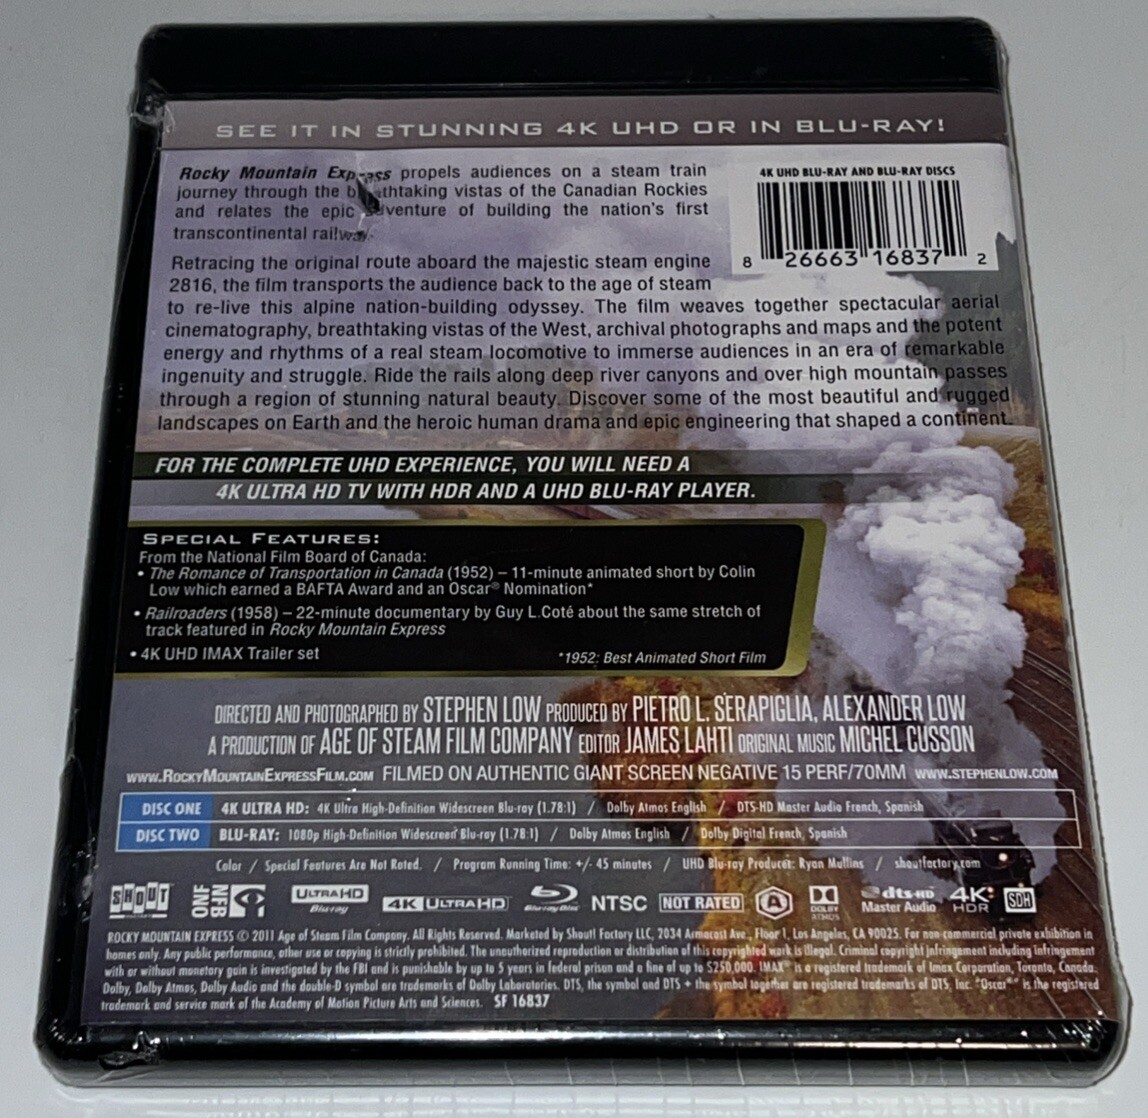 SEE IT IN STUNNING 4K UHD OR IN BLU-RAY!
Rocky Mountain Express propels audiences on a steam train
journey through the breathtaking vistas of the Canadian Rockies
and relates the epic adventure of building the nation's first
transcontinental railway.
4K UHD BLU-RAY AND BLU-RAY DISCS
8 26663 16837 2
Retracing the original route aboard the majestic steam engine
2816, the film transports the audience back to the age of steam
to re-live this alpine nation-building odyssey. The film weaves together spectacular aerial
cinematography, breathtaking vistas of the West, archival photographs and maps and the potent
energy and rhythms of a real steam locomotive to immerse audiences in an era of remarkable
ingenuity and struggle. Ride the rails along deep river canyons and over high mountain passes
through a region of stunning natural beauty. Discover some of the most beautiful and rugged
landscapes on Earth and the heroic human drama and epic engineering that shaped a continent.
FOR THE COMPLETE UHD EXPERIENCE, YOU WILL NEED A
4K ULTRA HD TV WITH HDR AND A UHD BLU-RAY PLAYER.
SPECIAL FEATURES:
From the National Film Board of Canada:
• The Romance of Transportation in Canada (1952) – 11-minute animated short by Colin
Low which earned a BAFTA Award and an Oscar® Nomination*
• Railroaders (1958) – 22-minute documentary by Guy L.Coté about the same stretch of
track featured in Rocky Mountain Express
• 4K UHD IMAX Trailer set
*1952: Best Animated Short Film
DIRECTED AND PHOTOGRAPHED BY STEPHEN LOW PRODUCED BY PIETRO L. SERAPIGLIA, ALEXANDER LOW
A PRODUCTION OF AGE OF STEAM FILM COMPANY EDITOR JAMES LAHTI ORIGINAL MUSIC MICHEL CUSSON
WWW.ROCKYMOUNTAINEXPRESSFILM.COM FILMED ON AUTHENTIC GIANT SCREEN NEGATIVE 15 PERF/70MM WWW.STEPHENLOW.COM
DISC ONE 4K ULTRA HD: 4K Ultra High-Definition Widescreen Blu-ray (1.78:1) / Dolby Atmos English / DTS-HD Master Audio French, Spanish
DISC TWO BLU-RAY: 1080p High-Definition Widescreen Blu-ray (1.78:1) / Dolby Atmos English / Dolby Digital French, Spanish
Color / Special Features Are Not Rated. / Program Running Time: +/- 45 minutes / UHD Blu-ray Producer: Ryan Mullins / shoutfactory.com
SHOUT FACTORY ONF NFB ULTRA HD Blu-ray 4K ULTRA HD Blu-ray Disc NTSC NOT RATED A DOLBY ATMOS dts-HD Master Audio 4K HDR SDH
ROCKY MOUNTAIN EXPRESS © 2011 Age of Steam Film Company. All Rights Reserved. Marketed by Shout! Factory LLC, 2034 Armacost Ave., Floor 1, Los Angeles, CA 90025. For non-commercial private exhibition in
homes only. Any public performance, other use or copying is strictly prohibited. The unauthorized reproduction or distribution of this copyrighted work is illegal. Criminal copyright infringement including infringement
with or without monetary gain is investigated by the FBI and is punishable by up to 5 years in federal prison and a fine of up to $250,000. IMAX® is a registered trademark of Imax Corporation, Toronto, Canada.
Dolby, Dolby Atmos, Dolby Audio and the double-D symbol are trademarks of Dolby Laboratories. DTS, the symbol and DTS + the symbol together are registered trademarks of DTS, Inc. "Oscar®" is the registered
trademark and service mark of the Academy of Motion Picture Arts and Sciences. SF 16837